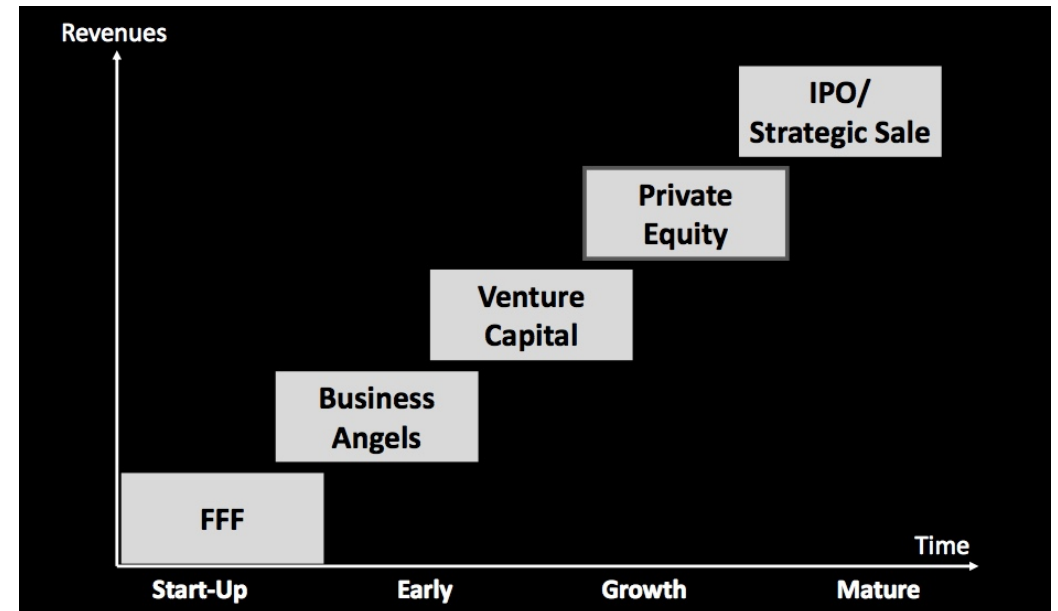 Revenues
IPO/
Strategic Sale
Private
Equity
Venture
Capital
Business
Angels
FFF
Time
Start-Up Early Growth Mature